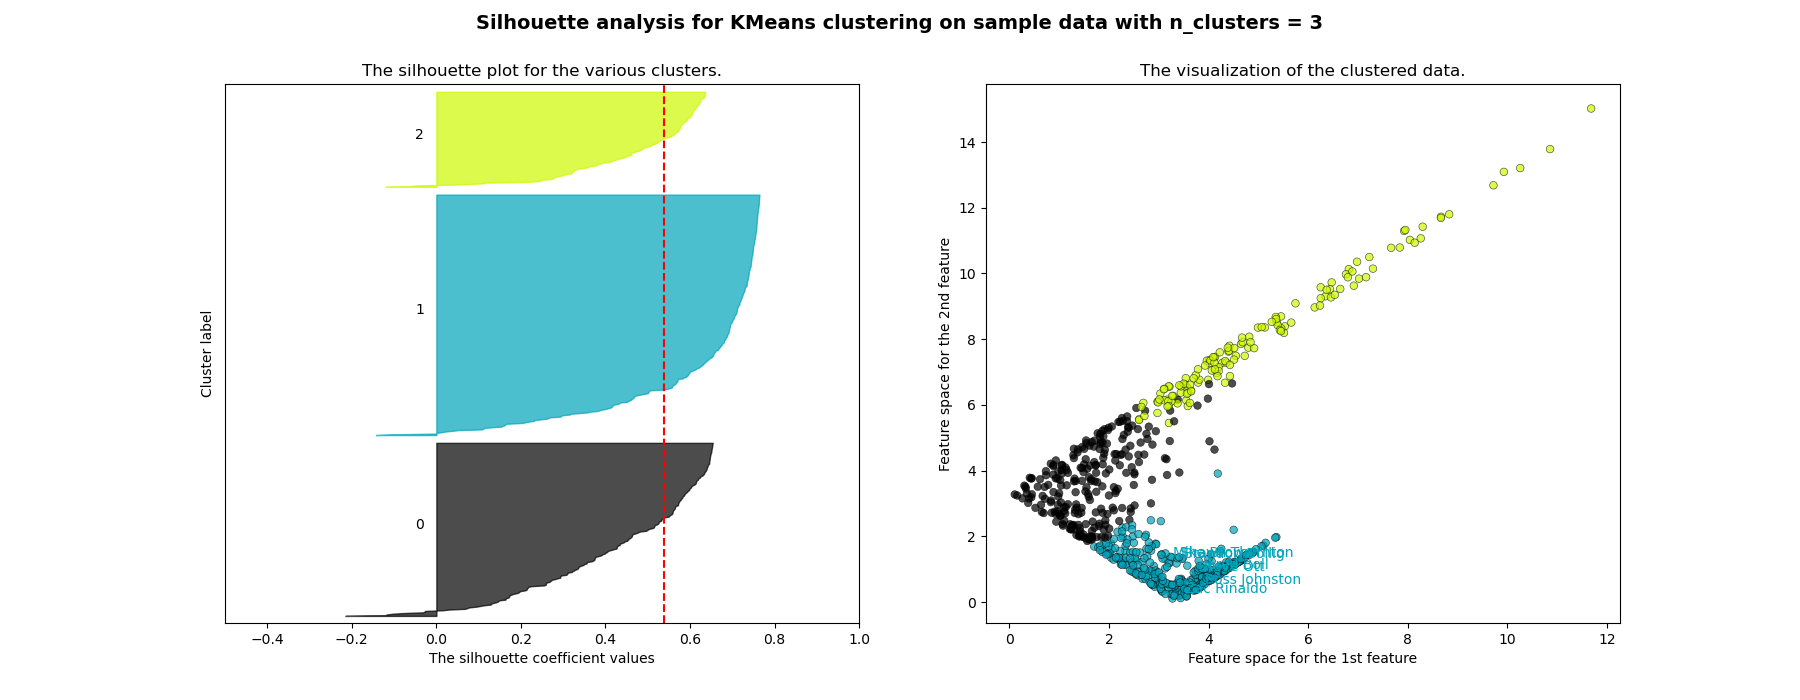 Silhouette analysis for KMeans clustering on sample data with n_clusters = 3
The silhouette plot for the various clusters.
Cluster label
2
1
0
−0.4 −0.2 0.0 0.2 0.4 0.6 0.8 1.0
The silhouette coefficient values
The visualization of the clustered data.
Feature space for the 2nd feature
14
12
10
8
6
4
2
0
Johnston
Rinaldo
0 2 4 6 8 10 12
Feature space for the 1st feature